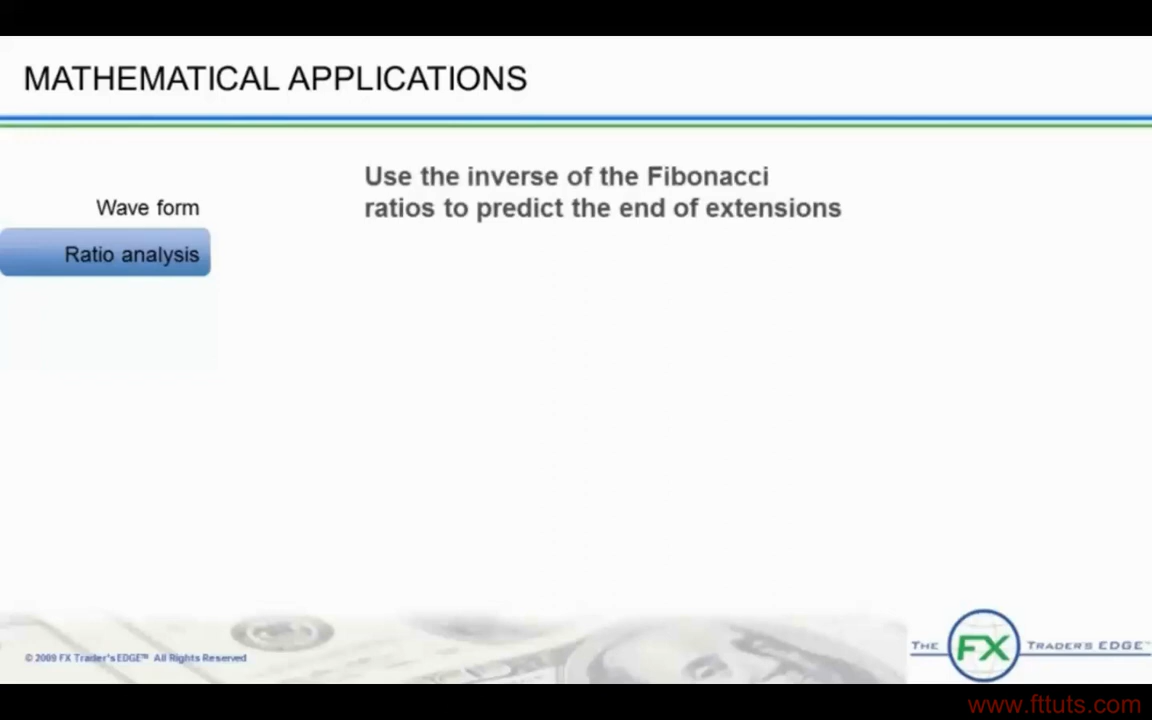 MATHEMATICAL APPLICATIONS
Use the inverse of the Fibonacci
ratios to predict the end of extensions
Wave form
Ratio analysis
© 2009 FX Trader'sEDGE™ All Rights Reserved
THE FX TRADER'S EDGE™
www.fttuts.com